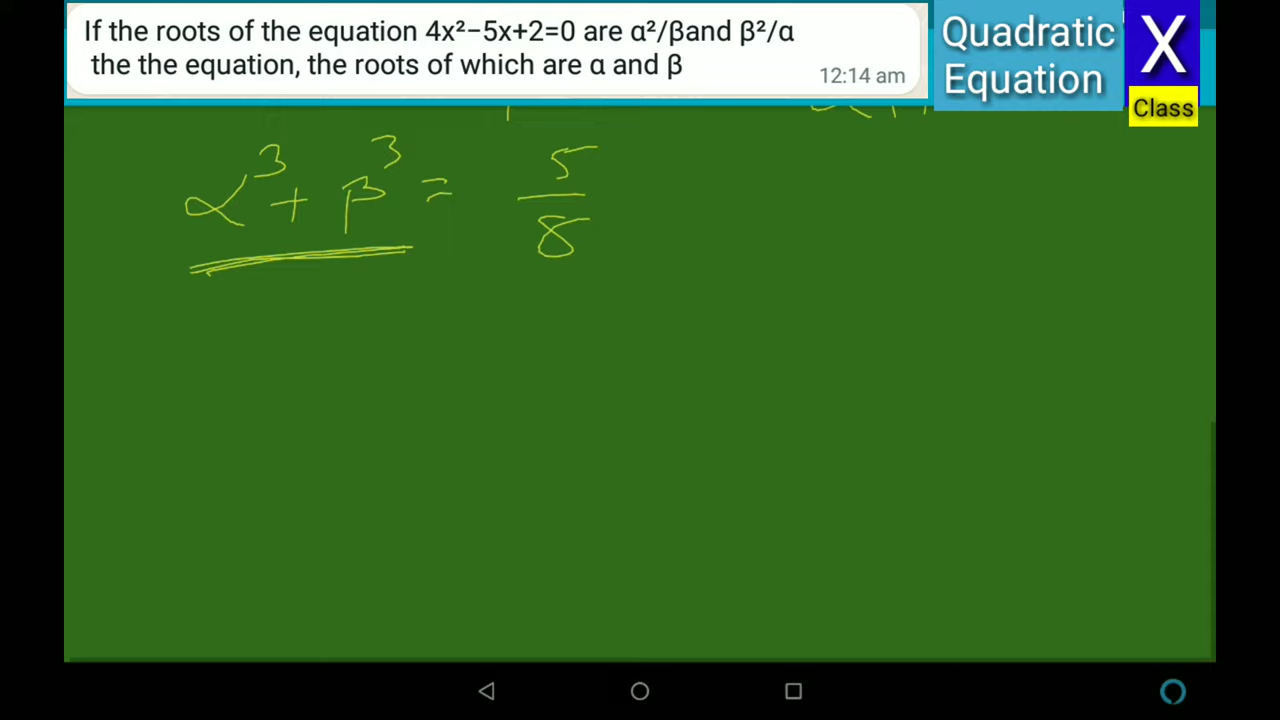 If the roots of the equation 4x²−5x+2=0 are α²/βand β²/α
the the equation, the roots of which are α and β
12:14 am
Quadratic
Equation
X
Class
α³ + β³ = 5/8